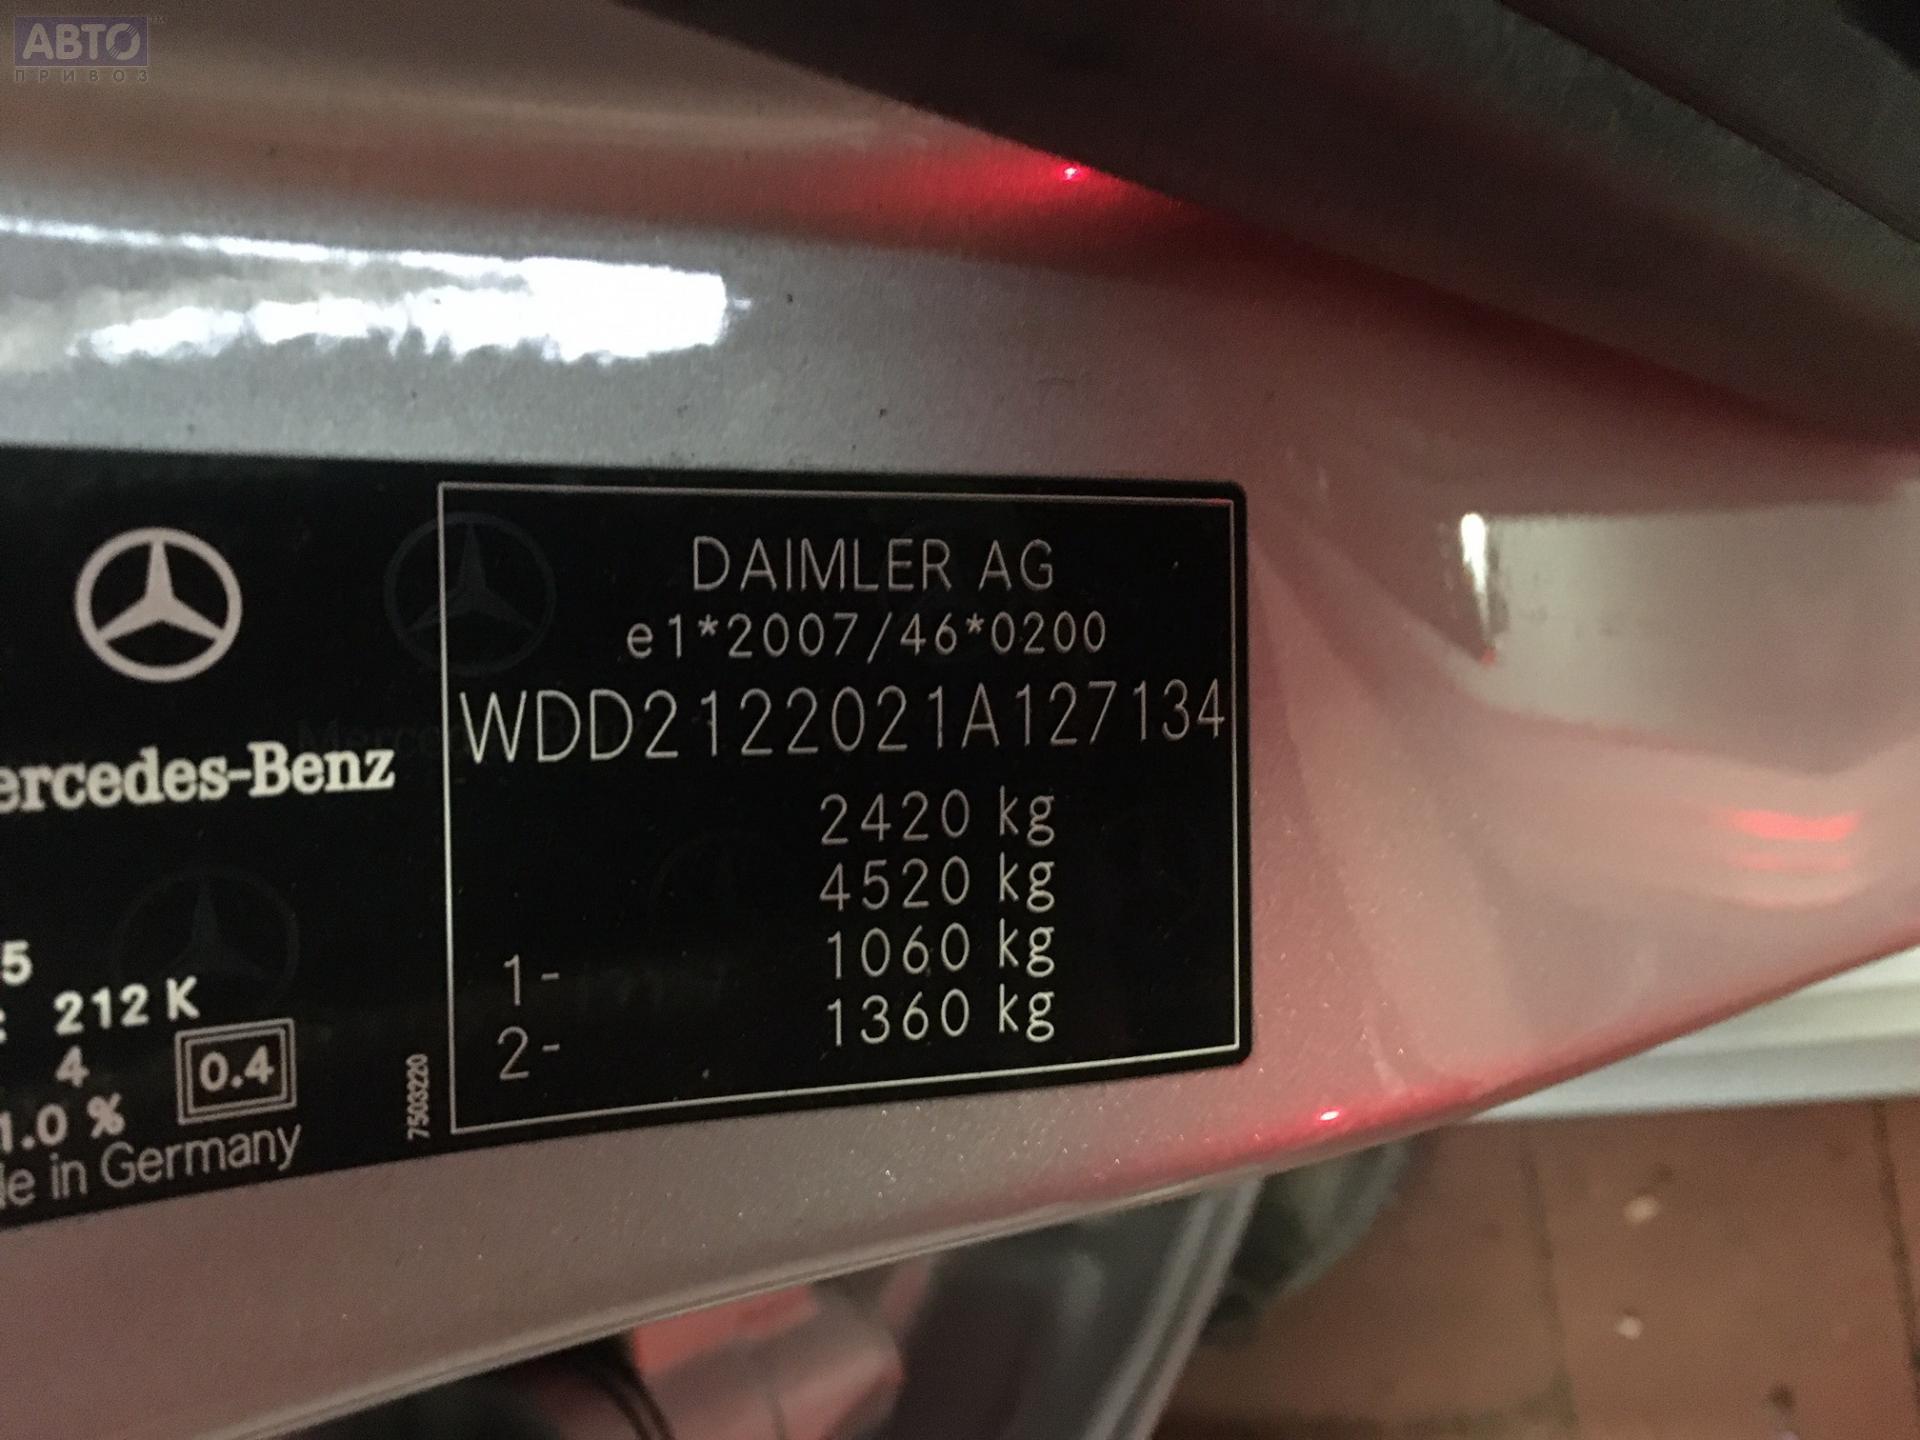 АВТО
ПРИВОЗ
DAIMLER AG
e1*2007/46*0200
WDD2122021A127134
2420 kg
4520 kg
1- 1060 kg
2- 1360 kg
ercedes-Benz
5
212 K
4
0.4
1.0 %
de in Germany
7503220